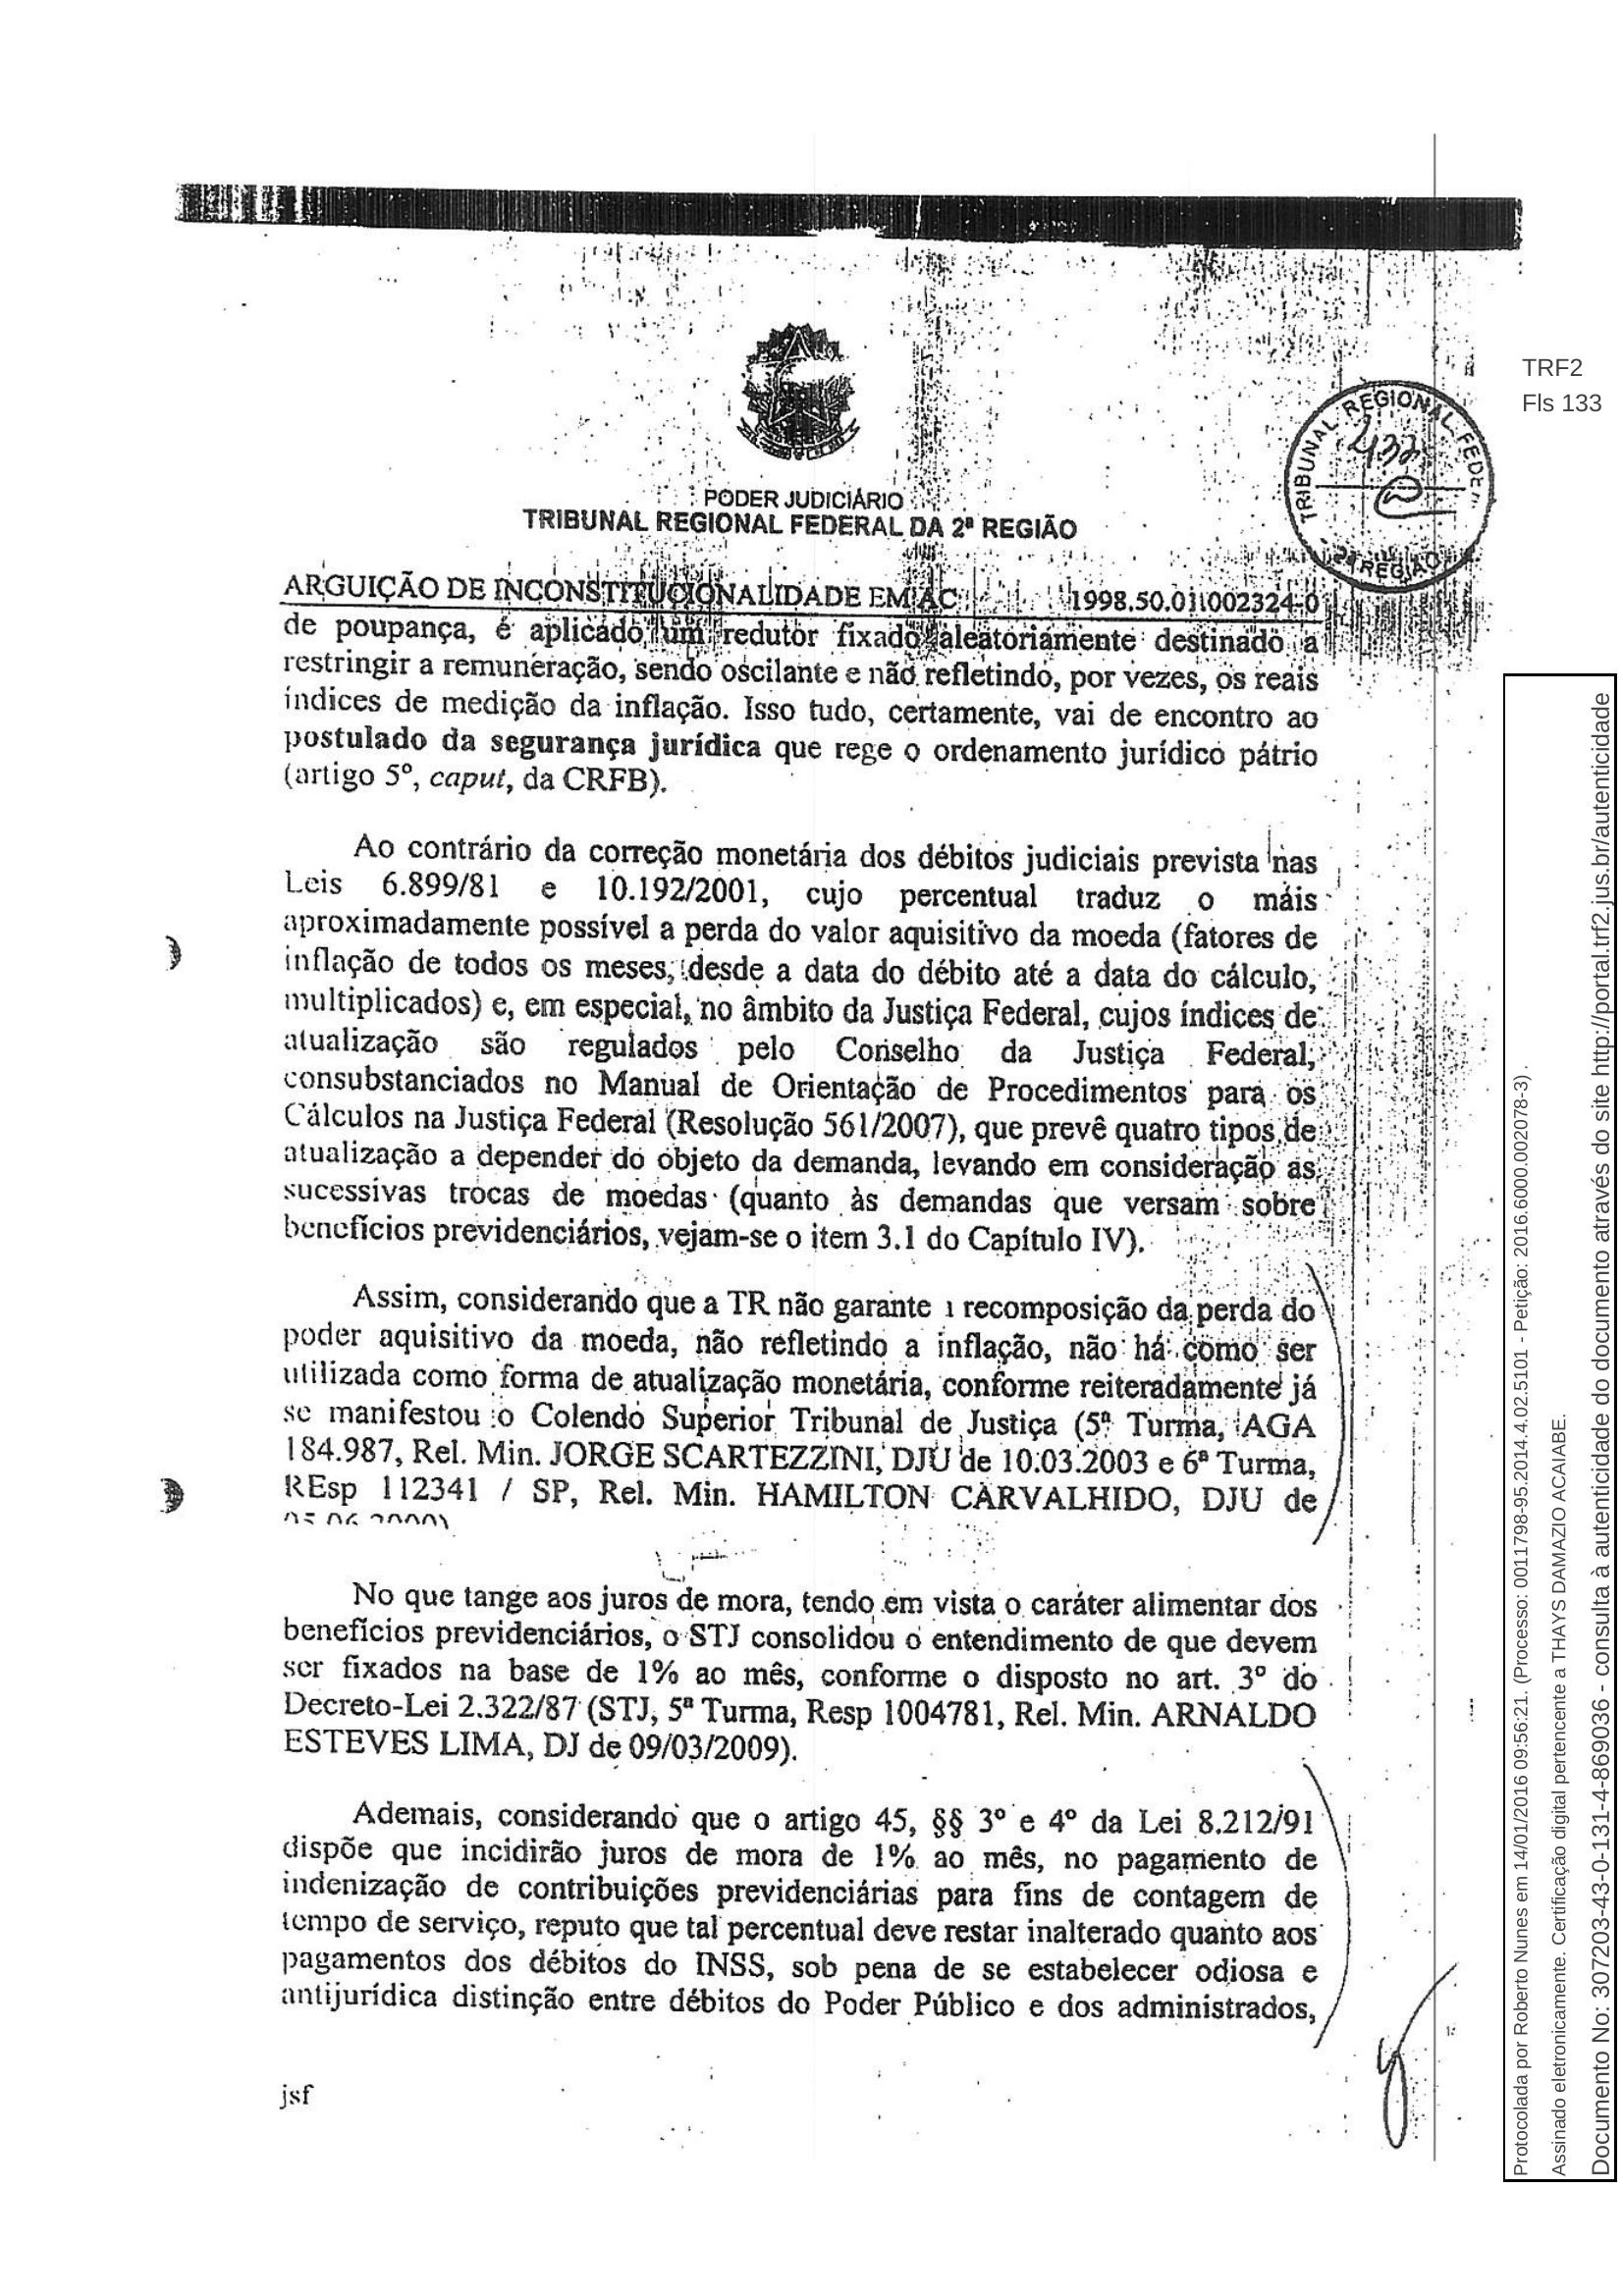 TRF2
Fls 133
TRIBUNAL REGIONAL FEDERAL
2ª REGIÃO
PODER JUDICIÁRIO
TRIBUNAL REGIONAL FEDERAL DA 2ª REGIÃO
ARGUIÇÃO DE INCONSTITUCIONALIDADE EM AC 1998.50.01.002324-0
de poupança, é aplicado um redutor fixado aleatoriamente destinado a
restringir a remuneração, sendo oscilante e não refletindo, por vezes, os reais
índices de medição da inflação. Isso tudo, certamente, vai de encontro ao
postulado da segurança jurídica que rege o ordenamento jurídico pátrio
(artigo 5º, caput, da CRFB).
Ao contrário da correção monetária dos débitos judiciais prevista nas
Leis 6.899/81 e 10.192/2001, cujo percentual traduz o mais
aproximadamente possível a perda do valor aquisitivo da moeda (fatores de
inflação de todos os meses, desde a data do débito até a data do cálculo,
multiplicados) e, em especial, no âmbito da Justiça Federal, cujos índices de
atualização são regulados pelo Conselho da Justiça Federal,
consubstanciados no Manual de Orientação de Procedimentos para os
Cálculos na Justiça Federal (Resolução 561/2007), que prevê quatro tipos de
atualização a depender do objeto da demanda, levando em consideração as
sucessivas trocas de moedas (quanto às demandas que versam sobre
benefícios previdenciários, vejam-se o item 3.1 do Capítulo IV).
Assim, considerando que a TR não garante a recomposição da perda do
poder aquisitivo da moeda, não refletindo a inflação, não há como ser
utilizada como forma de atualização monetária, conforme reiteradamente já
se manifestou o Colendo Superior Tribunal de Justiça (5ª Turma, AGA
184.987, Rel. Min. JORGE SCARTEZZINI, DJU de 10.03.2003 e 6ª Turma,
REsp 112341 / SP, Rel. Min. HAMILTON CARVALHIDO, DJU de
No que tange aos juros de mora, tendo em vista o caráter alimentar dos
benefícios previdenciários, o STJ consolidou o entendimento de que devem
ser fixados na base de 1% ao mês, conforme o disposto no art. 3º do
Decreto-Lei 2.322/87 (STJ, 5ª Turma, Resp 1004781, Rel. Min. ARNALDO
ESTEVES LIMA, DJ de 09/03/2009).
Ademais, considerando que o artigo 45, §§ 3º e 4º da Lei 8.212/91
dispõe que incidirão juros de mora de 1% ao mês, no pagamento de
indenização de contribuições previdenciárias para fins de contagem de
tempo de serviço, reputo que tal percentual deve restar inalterado quanto aos
pagamentos dos débitos do INSS, sob pena de se estabelecer odiosa e
antijurídica distinção entre débitos do Poder Público e dos administrados,
jsf
Protocolada por Roberto Nunes em 14/01/2016 09:56:21. (Processo: 0011798-95.2014.4.02.5101 - Petição: 2016.6000.002078-3) .
Assinado eletronicamente. Certificação digital pertencente a THAYS DAMAZIO ACAIABE.
Documento No: 307203-43-0-131-4-869036 - consulta à autenticidade do documento através do site http://portal.trf2.jus.br/autenticidade